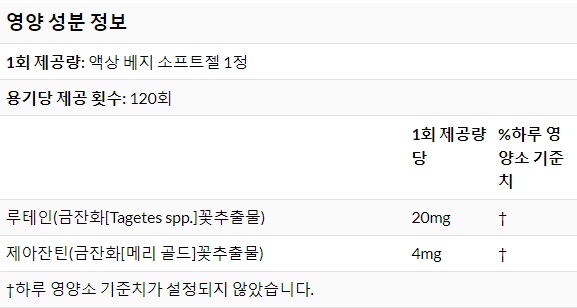 영양 성분 정보
1회 제공량: 액상 베지 소프트젤 1정
용기당 제공 횟수: 120회
1회 제공량
당
%하루 영
양소 기준
치
루테인(금잔화[Tagetes spp.]꽃추출물) 20mg †
제아잔틴(금잔화[메리 골드]꽃추출물) 4mg †
†하루 영양소 기준치가 설정되지 않았습니다.